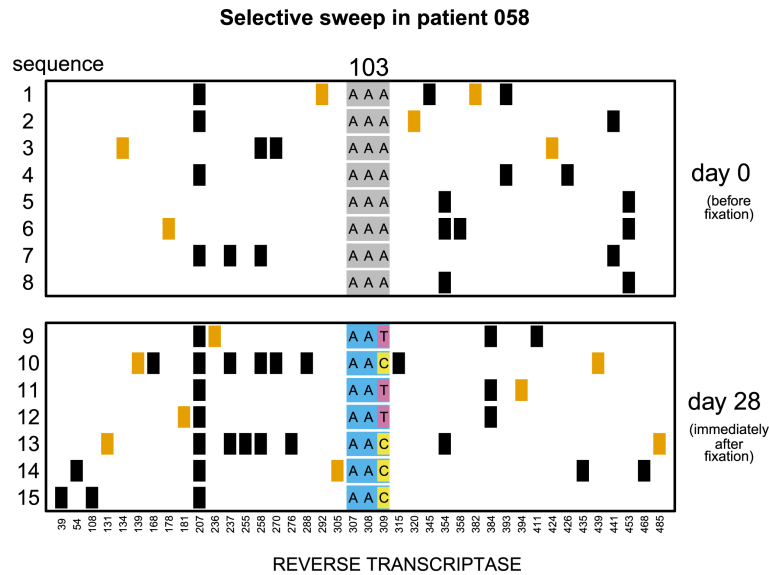 Selective sweep in patient 058
sequence 103
1 A A A
2 A A A
3 A A A
4 A A A
5 A A A
6 A A A
7 A A A
8 A A A
day 0
(before
fixation)
9 A A T
10 A A C
11 A A T
12 A A T
13 A A C
14 A A C
15 A A C
day 28
(immediately
after
fixation)
39 54 108 131 134 139 168 178 181 207 236 237 255 258 270 276 288 292 305 307 308 309 315 320 345 354 358 382 384 393 394 411 424 426 435 439 441 453 468 485
REVERSE TRANSCRIPTASE